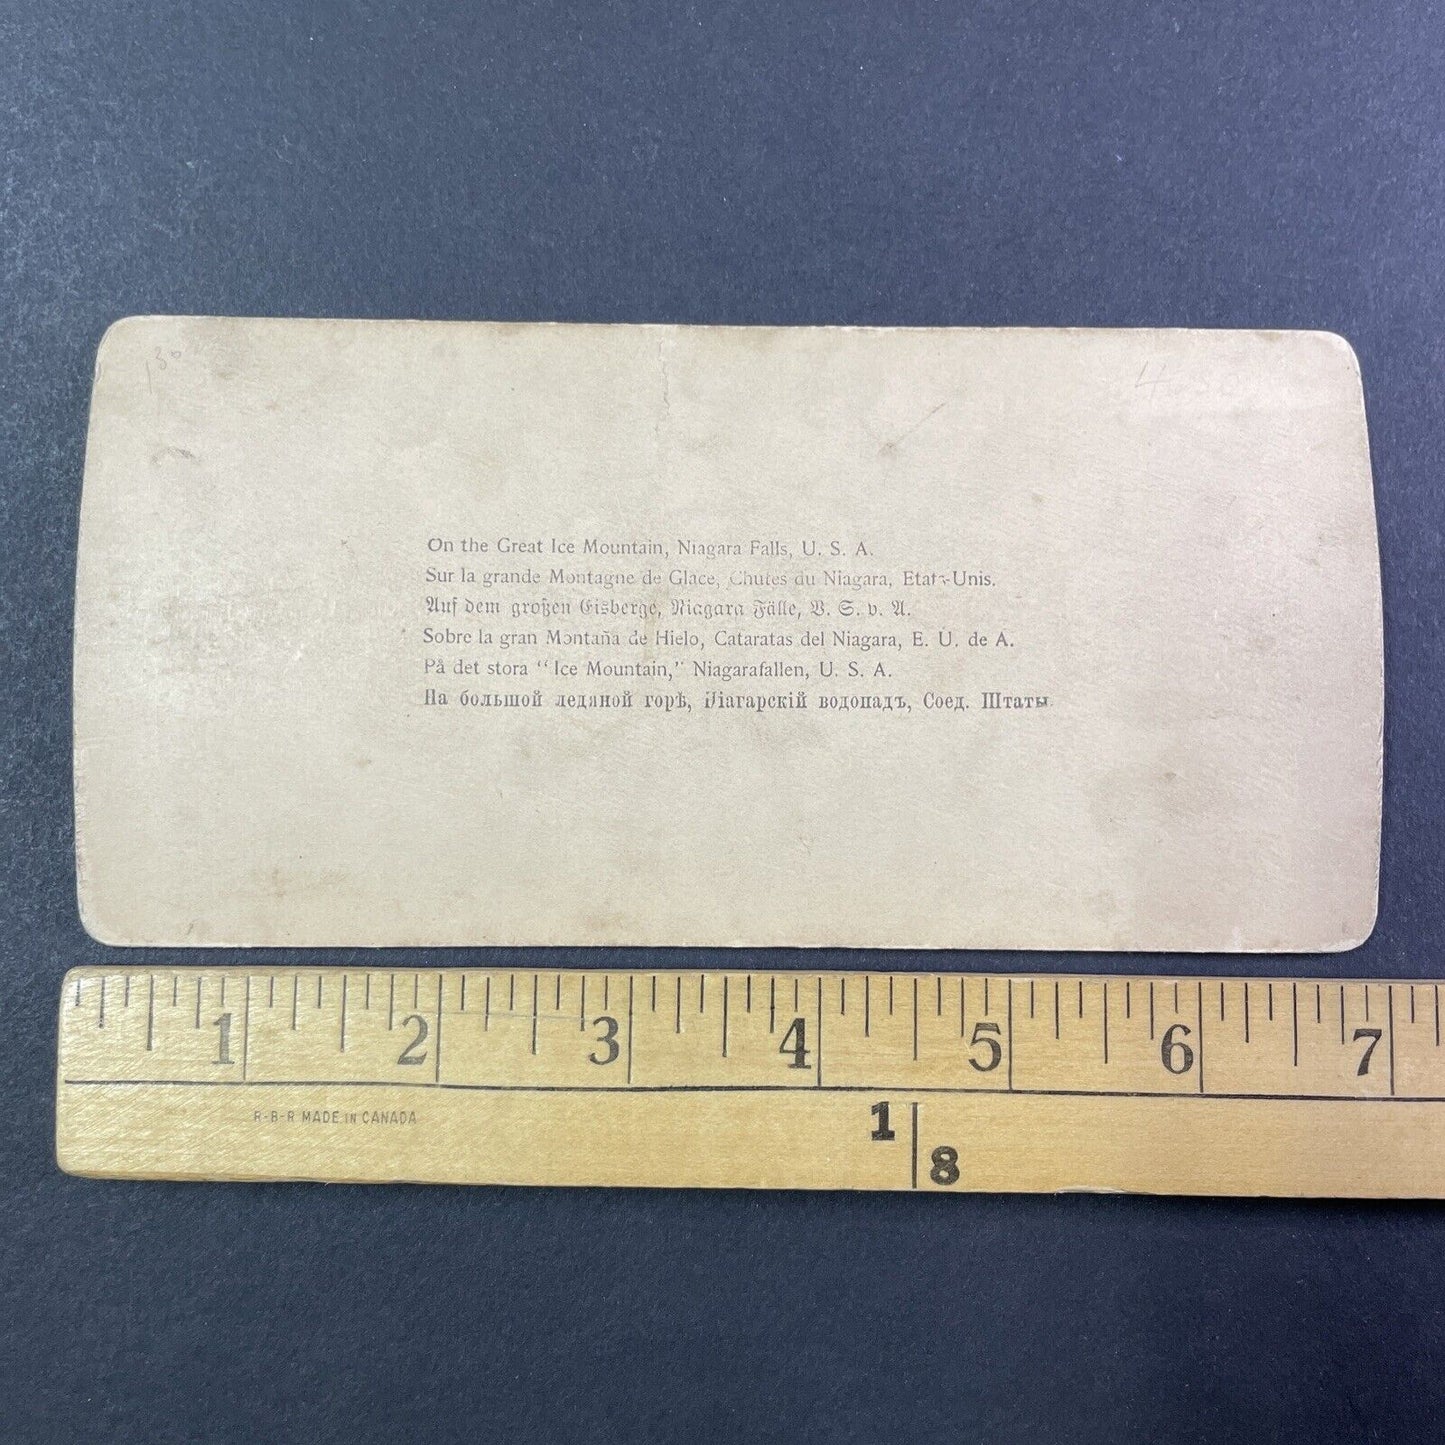 4.50
On the Great Ice Mountain, Niagara Falls, U. S. A.
Sur la grande Montagne de Glace, Chutes du Niagara, Etats-Unis.
Auf dem großen Eisberge, Niagara Fälle, V. S. v. A.
Sobre la gran Montaña de Hielo, Cataratas del Niagara, E. U. de A.
På det stora “Ice Mountain,” Niagarafallen, U. S. A.
На большой ледяной горѣ, Ніагарскій водопадъ, Соед. Штаты
1 2 3 4 5 6 7
R-B-R MADE IN CANADA
1
8